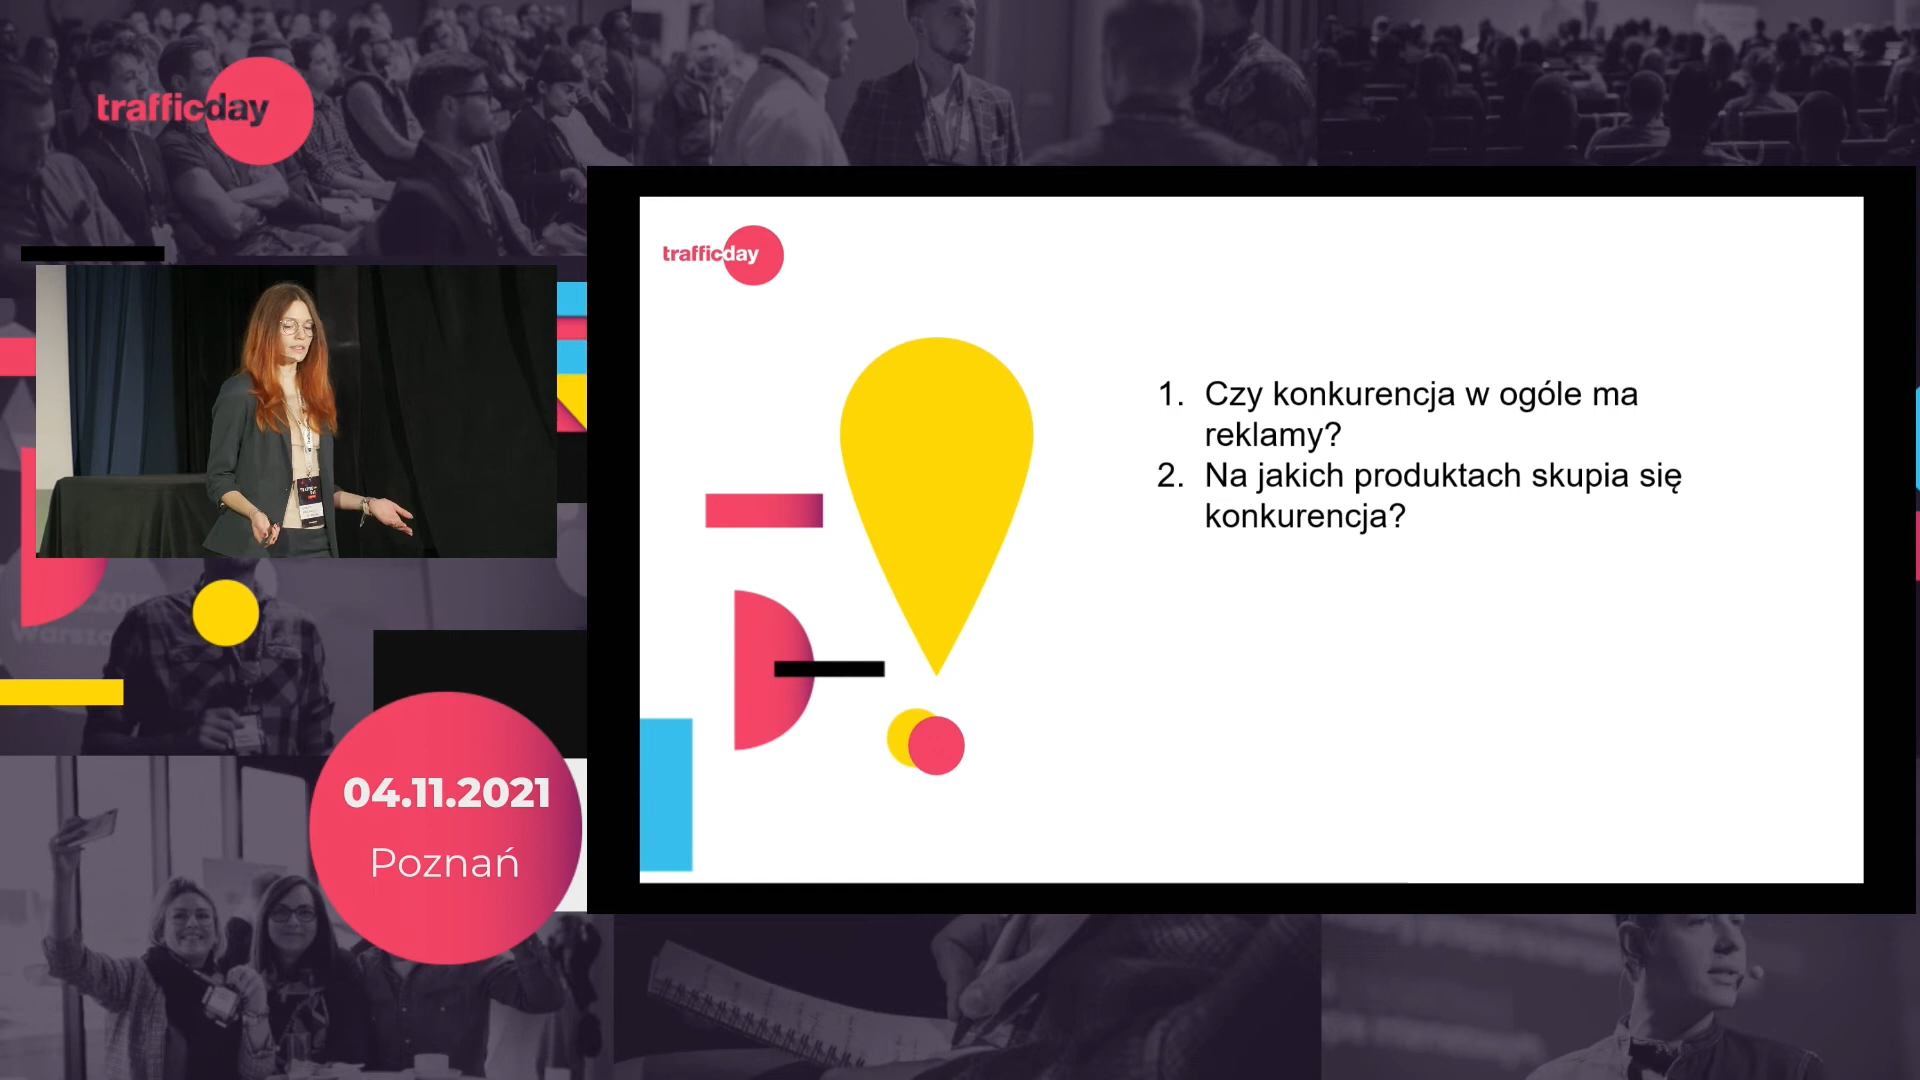 trafficday
trafficday
1. Czy konkurencja w ogóle ma
reklamy?
2. Na jakich produktach skupia się
konkurencja?
04.11.2021
Poznań